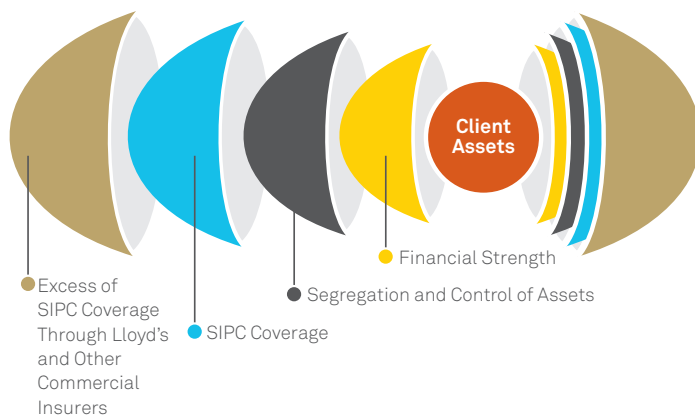 Client
Assets
Financial Strength
Segregation and Control of Assets
SIPC Coverage
Excess of
SIPC Coverage
Through Lloyd's
and Other
Commercial
Insurers